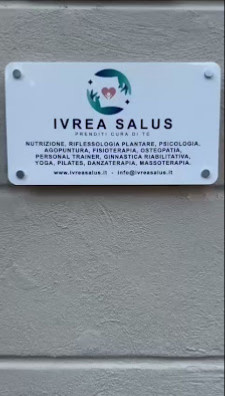 IVREA SALUS
PRENDITI CURA DI TE
NUTRIZIONE, RIFLESSOLOGIA PLANTARE, PSICOLOGIA,
AGOPUNTURA, FISIOTERAPIA, OSTEOPATIA,
PERSONAL TRAINER, GINNASTICA RIABILITATIVA,
YOGA, PILATES, DANZATERAPIA, MASSOTERAPIA.
www.ivreasalus.it - info@ivreasalus.it